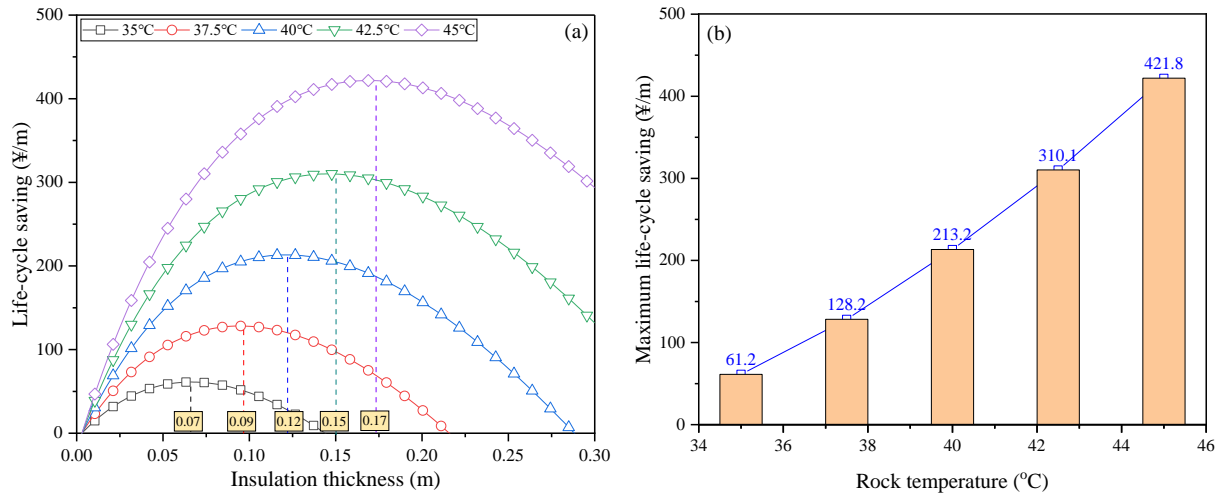 500
400
300
200
100
0
Life-cycle saving (¥/m)
35℃ 37.5℃ 40℃ 42.5℃ 45℃
(a)
0.07 0.09 0.12 0.15 0.17
0.00 0.05 0.10 0.15 0.20 0.25 0.30
Insulation thickness (m)
500
400
300
200
100
0
Maximum life-cycle saving (¥/m)
(b)
61.2
128.2
213.2
310.1
421.8
34 36 38 40 42 44 46
Rock temperature (°C)